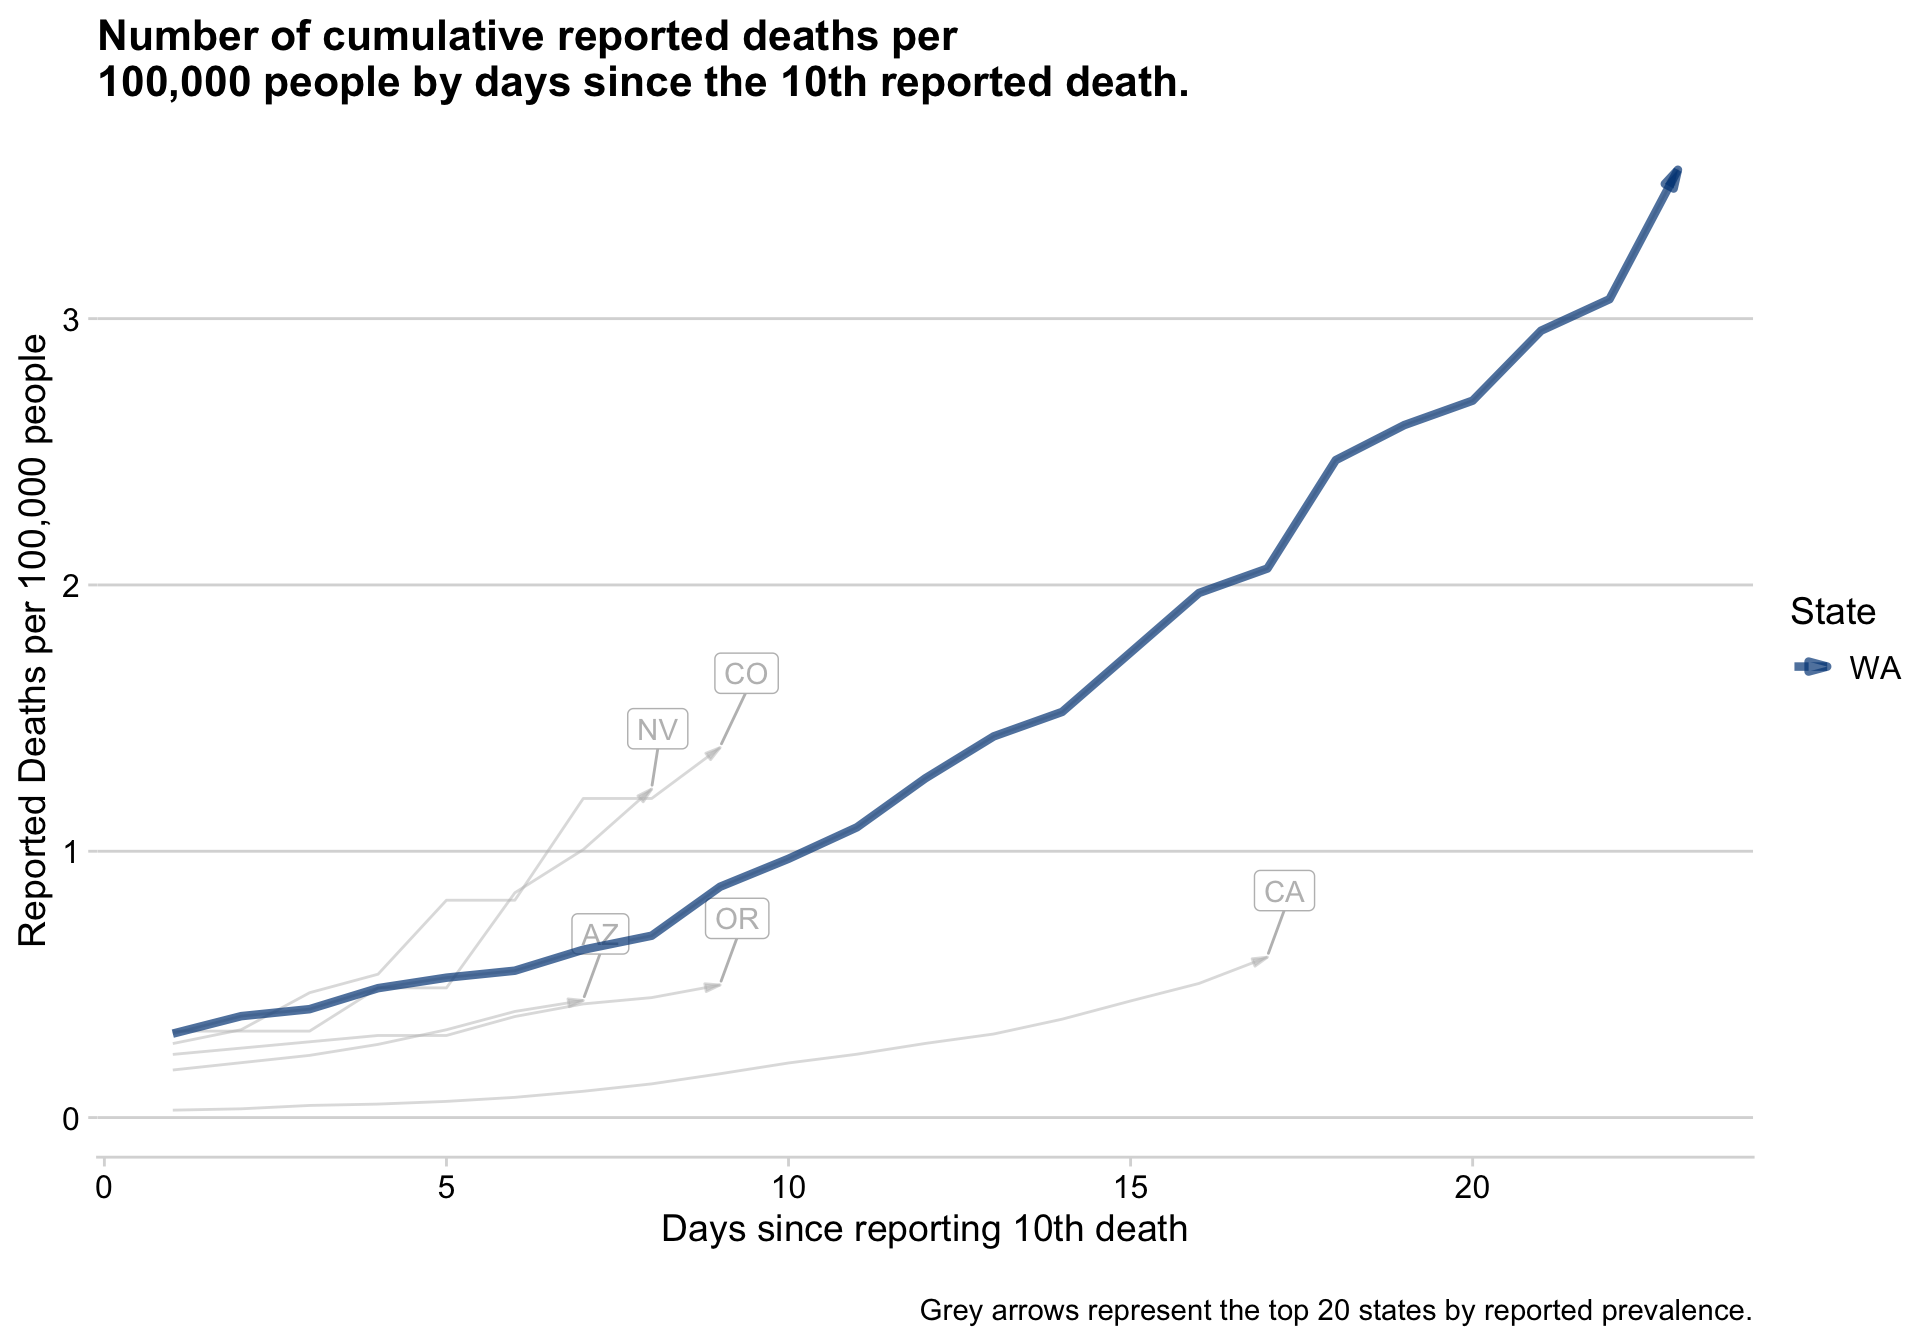 Number of cumulative reported deaths per
100,000 people by days since the 10th reported death.
Reported Deaths per 100,000 people
3
2
1
0
CO
NV
AZ
OR
CA
State
WA
0 5 10 15 20
Days since reporting 10th death
Grey arrows represent the top 20 states by reported prevalence.